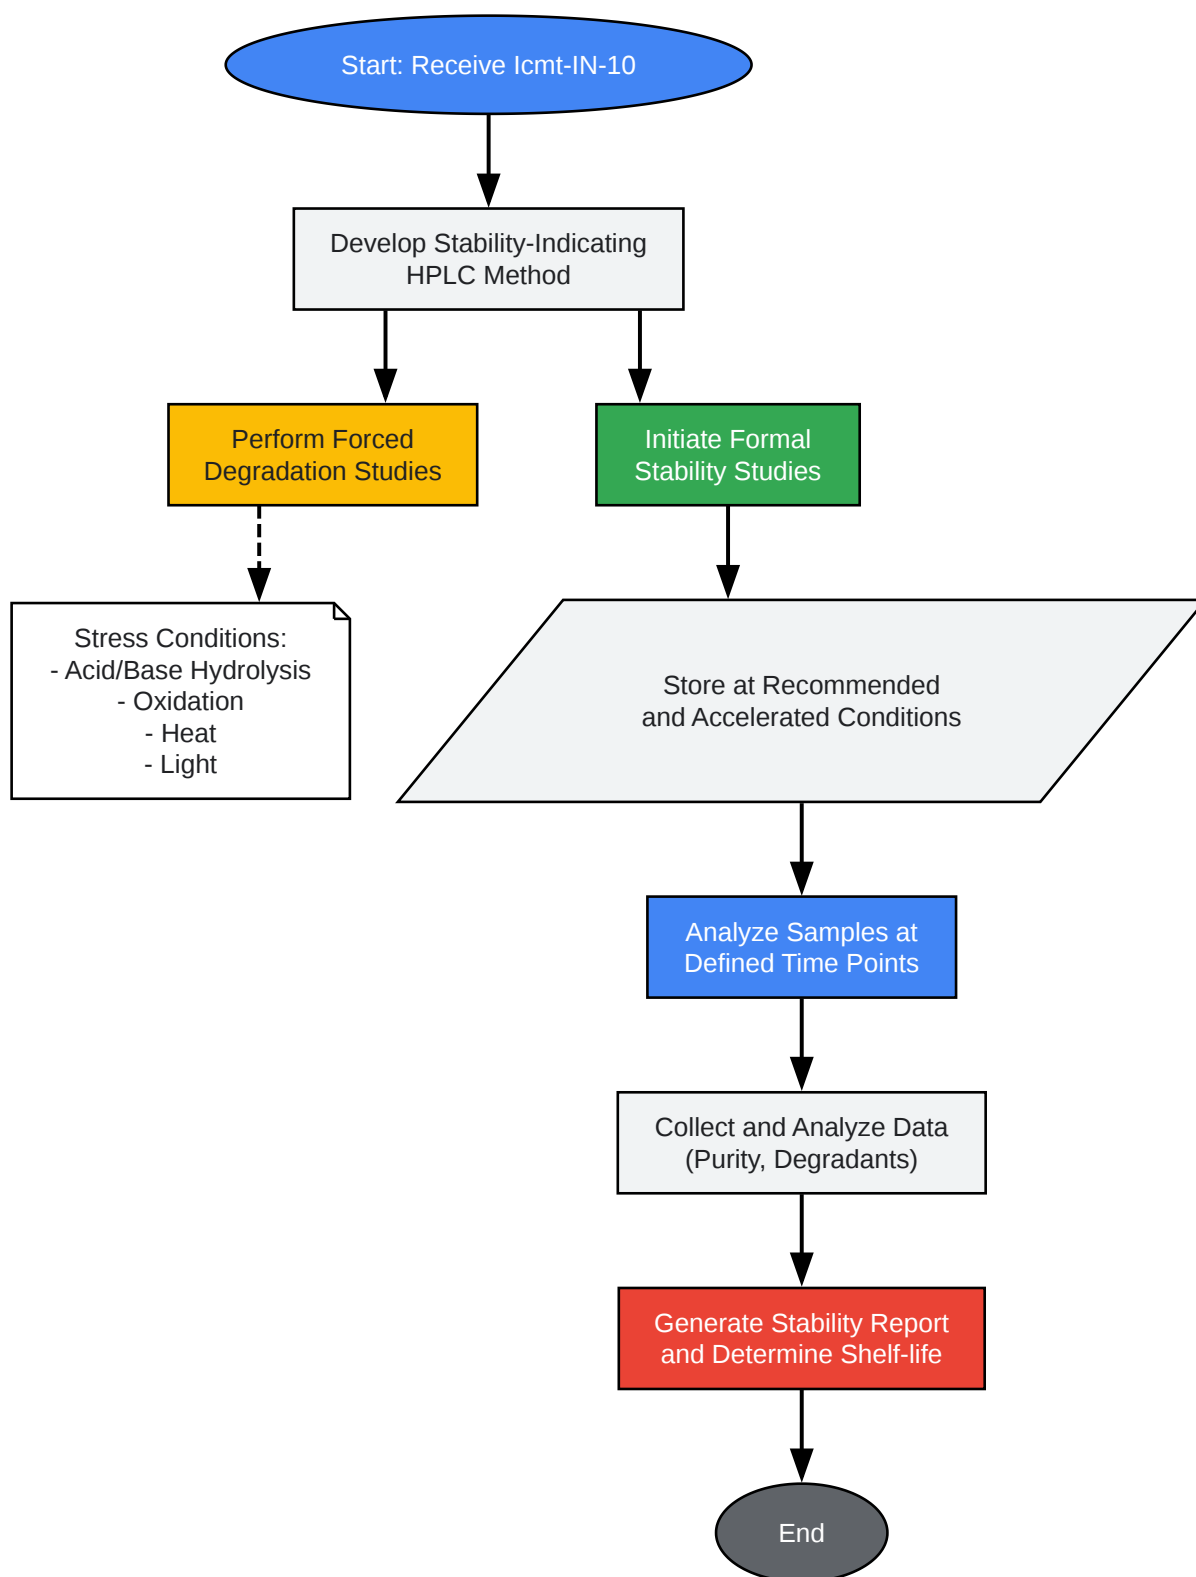 Start: Receive Icmt-IN-10
Develop Stability-Indicating
HPLC Method
Perform Forced
Degradation Studies
Initiate Formal
Stability Studies
Stress Conditions:
- Acid/Base Hydrolysis
- Oxidation
- Heat
- Light
Store at Recommended
and Accelerated Conditions
Analyze Samples at
Defined Time Points
Collect and Analyze Data
(Purity, Degradants)
Generate Stability Report
and Determine Shelf-life
End